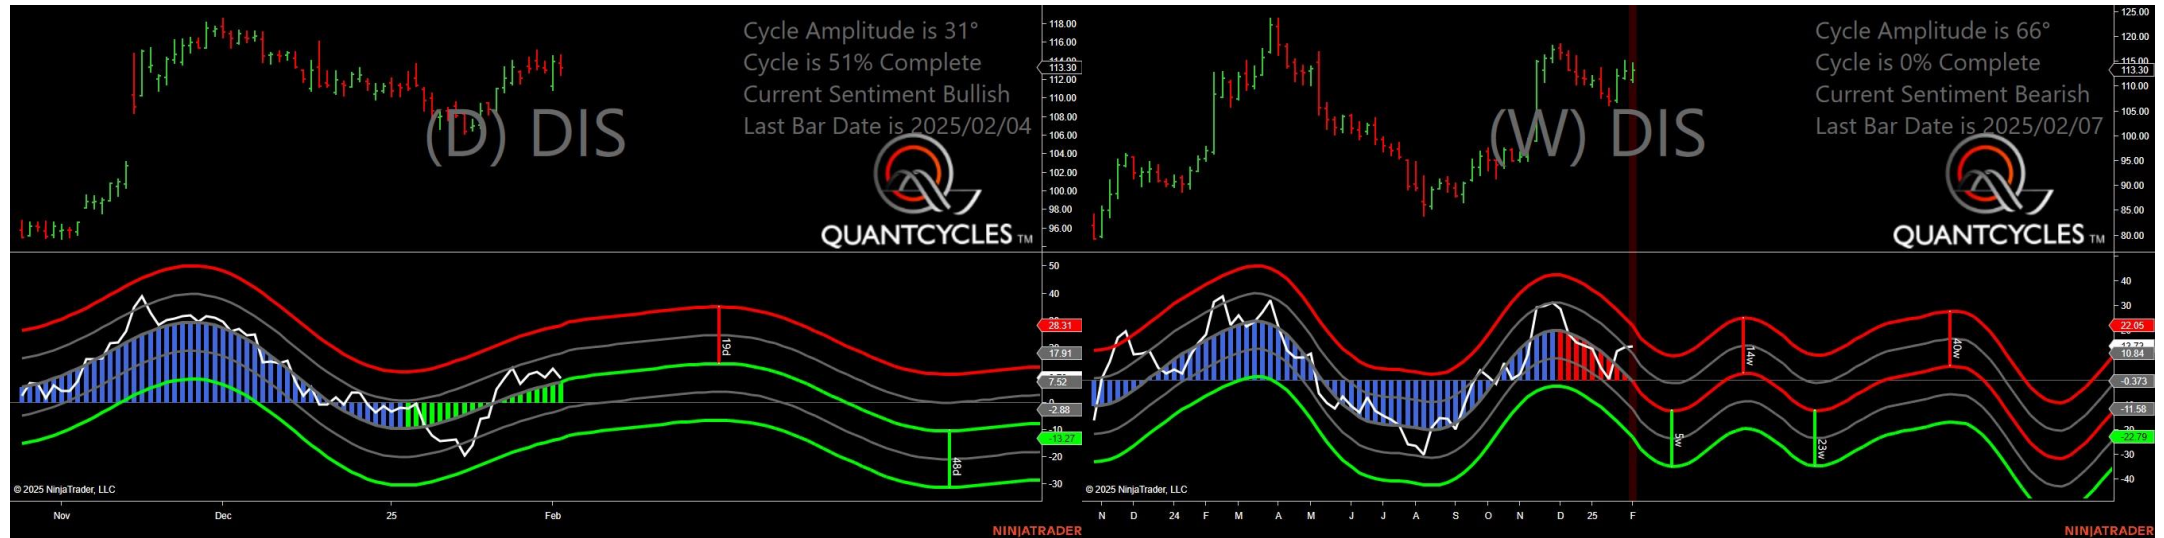 Cycle Amplitude is 31°
Cycle is 51% Complete
Current Sentiment Bullish
Last Bar Date is 2025/02/04
(D) DIS
QUANTCYCLES TM
118.00
116.00
113.30
112.00
110.00
108.00
106.00
104.00
102.00
100.00
98.00
96.00
50
40
28.31
17.91
7.52
0
-2.88
-10
-13.27
-20
-30
19d
48d
© 2025 NinjaTrader, LLC
Nov
Dec
25
Feb
NINJATRADER
Cycle Amplitude is 66°
Cycle is 0% Complete
Current Sentiment Bearish
Last Bar Date is 2025/02/07
(W) DIS
QUANTCYCLES TM
125.00
120.00
115.00
113.30
110.00
105.00
100.00
95.00
90.00
85.00
80.00
40
30
22.05
10.84
-0.373
-11.58
-22.79
-30
-40
5w
14w
23w
40w
© 2025 NinjaTrader, LLC
N D 24 F M A M J J A S O N D 25 F
NINJATRADER